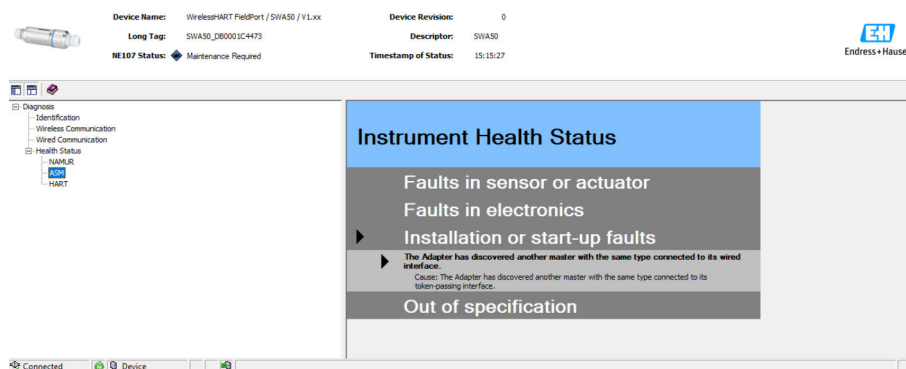 Device Name: WirelessHART FieldPort / SWA50 / V1.xx Device Revision: 0
Long Tag: SWA50_DB0001C4473 Descriptor: SWA50
NE107 Status: Maintenance Required Timestamp of Status: 15:15:27
EH
Endress+Hause
Diagnosis
Identification
Wireless Communication
Wired Communication
Health Status
NAMUR
ASM
HART
Instrument Health Status
Faults in sensor or actuator
Faults in electronics
Installation or start-up faults
The Adapter has discovered another master with the same type connected to its wired
interface.
Cause: The Adapter has discovered another master with the same type connected to its
token-passing interface.
Out of specification
Connected Device